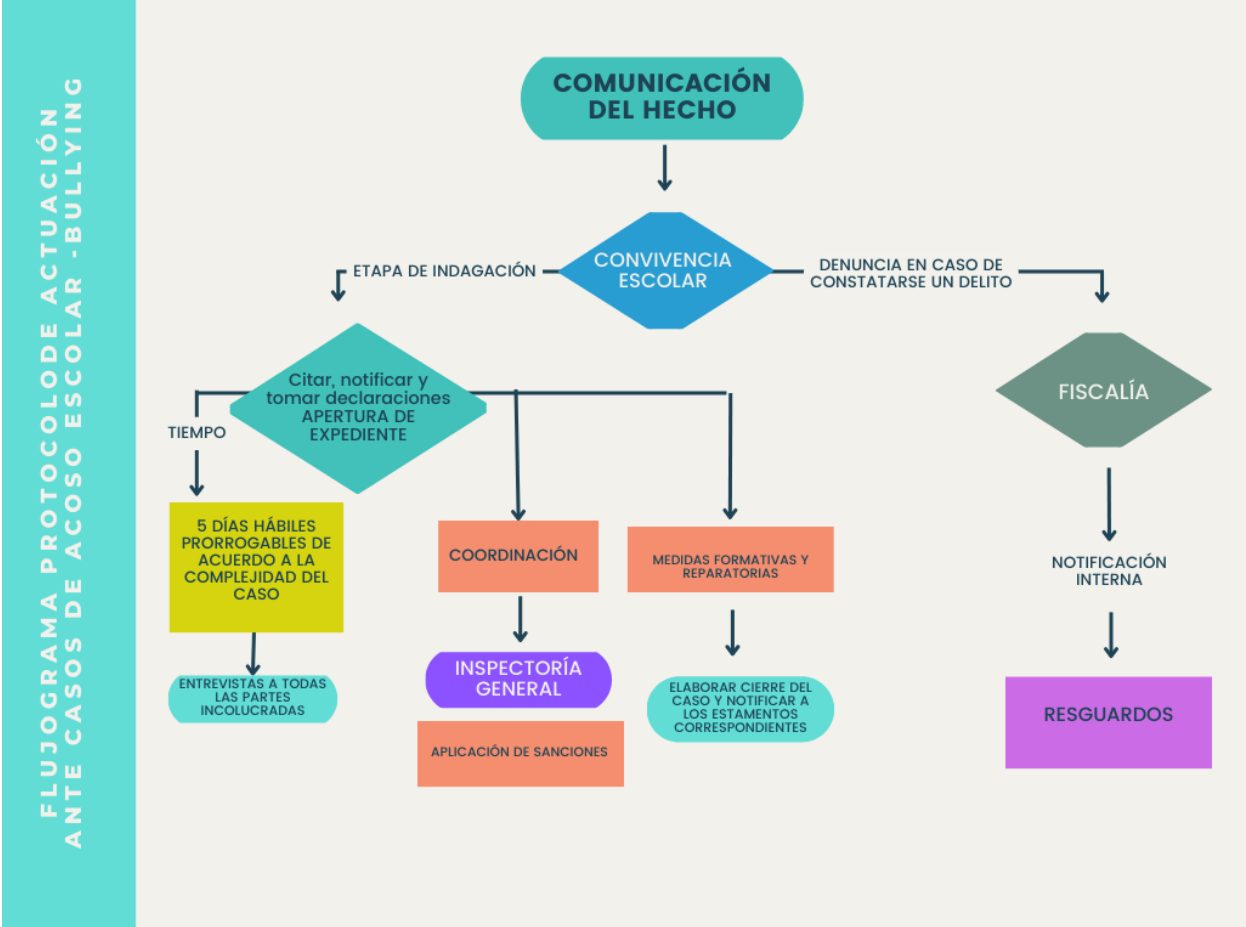 FLUJOGRAMA PROTOCOLODE ACTUACIÓN
ANTE CASOS DE ACOSO ESCOLAR -BULLYING
COMUNICACIÓN
DEL HECHO
CONVIVENCIA
ESCOLAR
ETAPA DE INDAGACIÓN
DENUNCIA EN CASO DE
CONSTATARSE UN DELITO
Citar, notificar y
tomar declaraciones
APERTURA DE
EXPEDIENTE
FISCALÍA
TIEMPO
5 DÍAS HÁBILES
PRORROGABLES DE
ACUERDO A LA
COMPLEJIDAD DEL
CASO
COORDINACIÓN
MEDIDAS FORMATIVAS Y
REPARATORIAS
NOTIFICACIÓN
INTERNA
ENTREVISTAS A TODAS
LAS PARTES
INCOLUCRADAS
INSPECTORÍA
GENERAL
ELABORAR CIERRE DEL
CASO Y NOTIFICAR A
LOS ESTAMENTOS
CORRESPONDIENTES
RESGUARDOS
APLICACIÓN DE SANCIONES